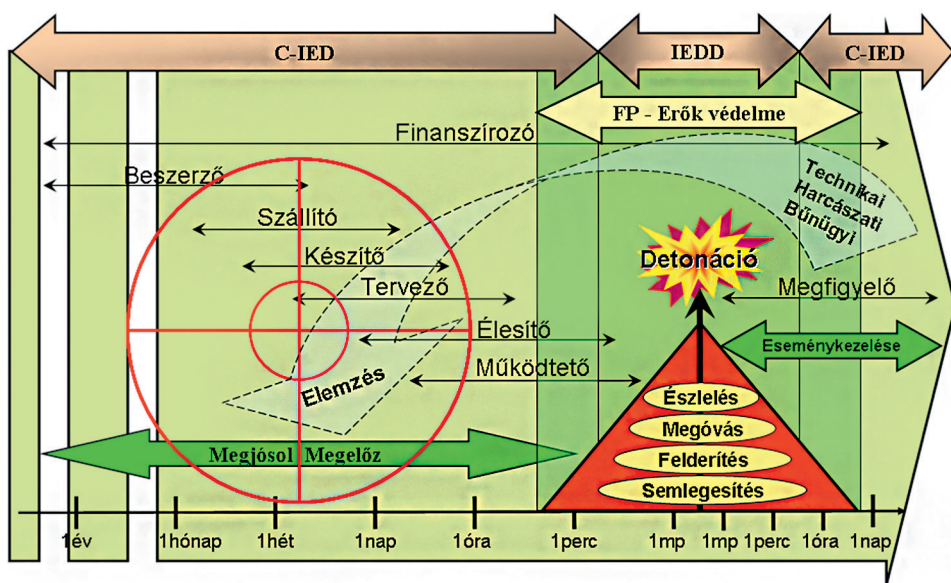 C-IED
IEDD
C-IED
FP - Erők védelme
Finanszírozó
Beszerző
Szállító
Készítő
Tervező
Élesítő
Működtető
Technikai
Harcászati
Bűnügyi
Detonáció
Megfigyelő
Eseménykezelése
Elemzés
Észlelés
Megóvás
Felderítés
Semlegesítés
Megjósol Megelőz
1év 1hónap 1hét 1nap 1óra 1perc 1mp 1mp 1perc 1óra 1nap